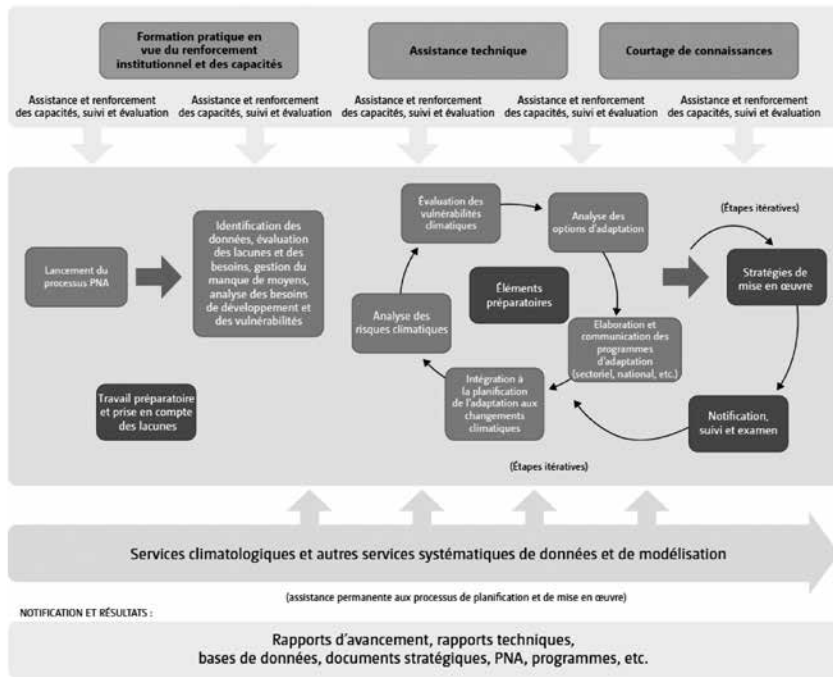 Formation pratique en
vue du renforcement
institutionnel et des capacités
Assistance technique
Courtage de connaissances
Assistance et renforcement
des capacités, suivi et évaluation
Assistance et renforcement
des capacités, suivi et évaluation
Assistance et renforcement
des capacités, suivi et évaluation
Assistance et renforcement
des capacités, suivi et évaluation
Assistance et renforcement
des capacités, suivi et évaluation
Lancement du
processus PNA
Identification des
données, évaluation
des lacunes et des
besoins, gestion du
manque de moyens,
analyse des besoins
de développement et
des vulnérabilités
Travail préparatoire
et prise en compte
des lacunes
Évaluation des
vulnérabilités
climatiques
Analyse des
options d'adaptation
Éléments
préparatoires
Analyse des
risques climatiques
Elaboration et
communication des
programmes
d'adaptation
(sectoriel, national, etc.)
Intégration à
la planification
de l'adaptation aux
changements
climatiques
(Étapes itératives)
Stratégies de
mise en œuvre
Notification,
suivi et examen
(Étapes itératives)
Services climatologiques et autres services systématiques de données et de modélisation
(assistance permanente aux processus de planification et de mise en œuvre)
NOTIFICATION ET RÉSULTATS :
Rapports d'avancement, rapports techniques,
bases de données, documents stratégiques, PNA, programmes, etc.